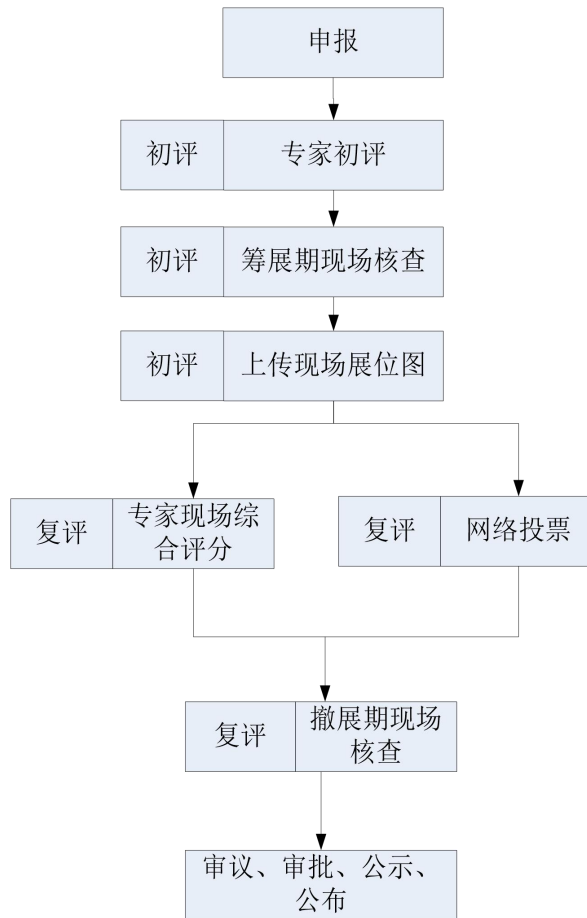 申报
初评
专家初评
初评
筹展期现场核查
初评
上传现场展位图
复评
专家现场综
合评分
复评
网络投票
复评
撤展期现场
核查
审议、审批、公示、
公布